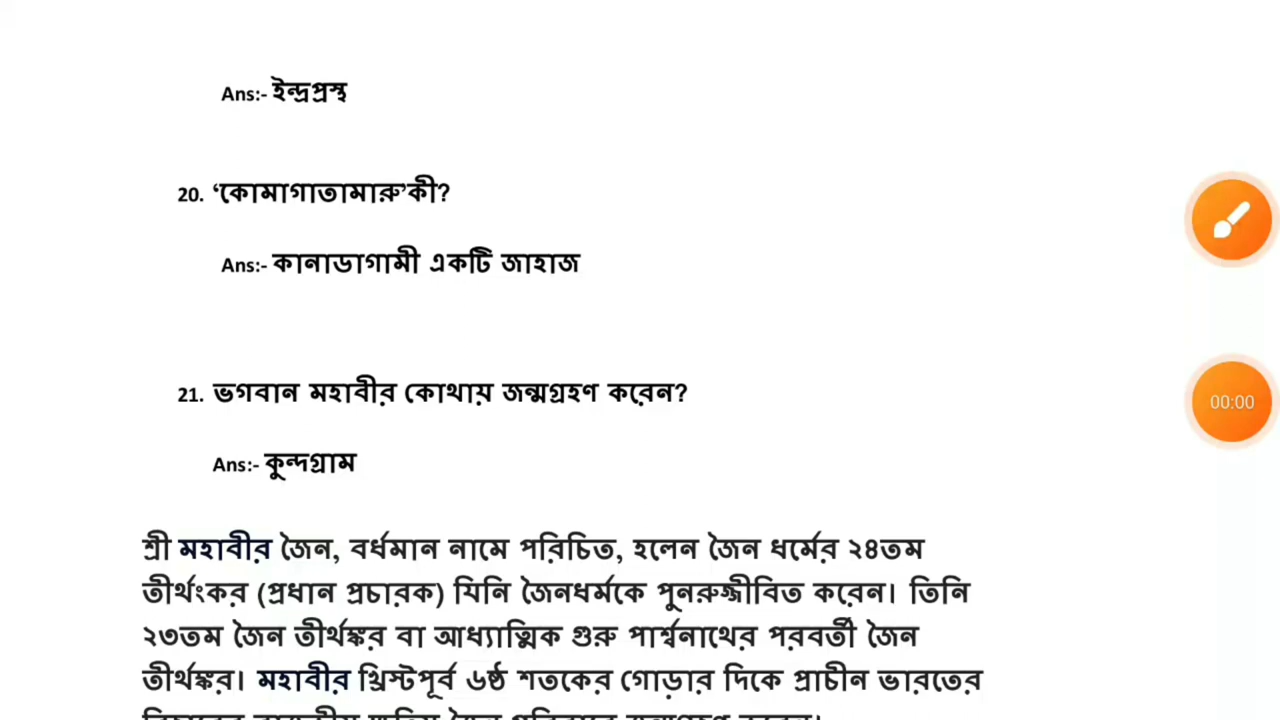 Ans:- ইন্দ্রপ্রস্থ
20. ‘কোমাগাতামারু’কী?
Ans:- কানাডাগামী একটি জাহাজ
21. ভগবান মহাবীর কোথায় জন্মগ্রহণ করেন?
Ans:- কুন্দগ্রাম
শ্রী মহাবীর জৈন, বর্ধমান নামে পরিচিত, হলেন জৈন ধর্মের ২৪তম
তীর্থংকর (প্রধান প্রচারক) যিনি জৈনধর্মকে পুনরুজ্জীবিত করেন। তিনি
২৩তম জৈন তীর্থঙ্কর বা আধ্যাত্মিক গুরু পার্শ্বনাথের পরবর্তী জৈন
তীর্থঙ্কর। মহাবীর খ্রিস্টপূর্ব ৬ষ্ঠ শতকের গোড়ার দিকে প্রাচীন ভারতের
00:00